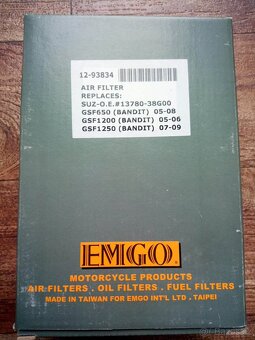 12-93834
AIR FILTER
REPLACES:
SUZ-O.E.#13780-38G00
GSF650 (BANDIT) 05-08
GSF1200 (BANDIT) 05-06
GSF1250 (BANDIT) 07-09
EMGO.
MOTORCYCLE PRODUCTS
AIR FILTERS . OIL FILTERS . FUEL FILTERS
MADE IN TAIWAN FOR EMGO INT'L LTD . TAIPEI